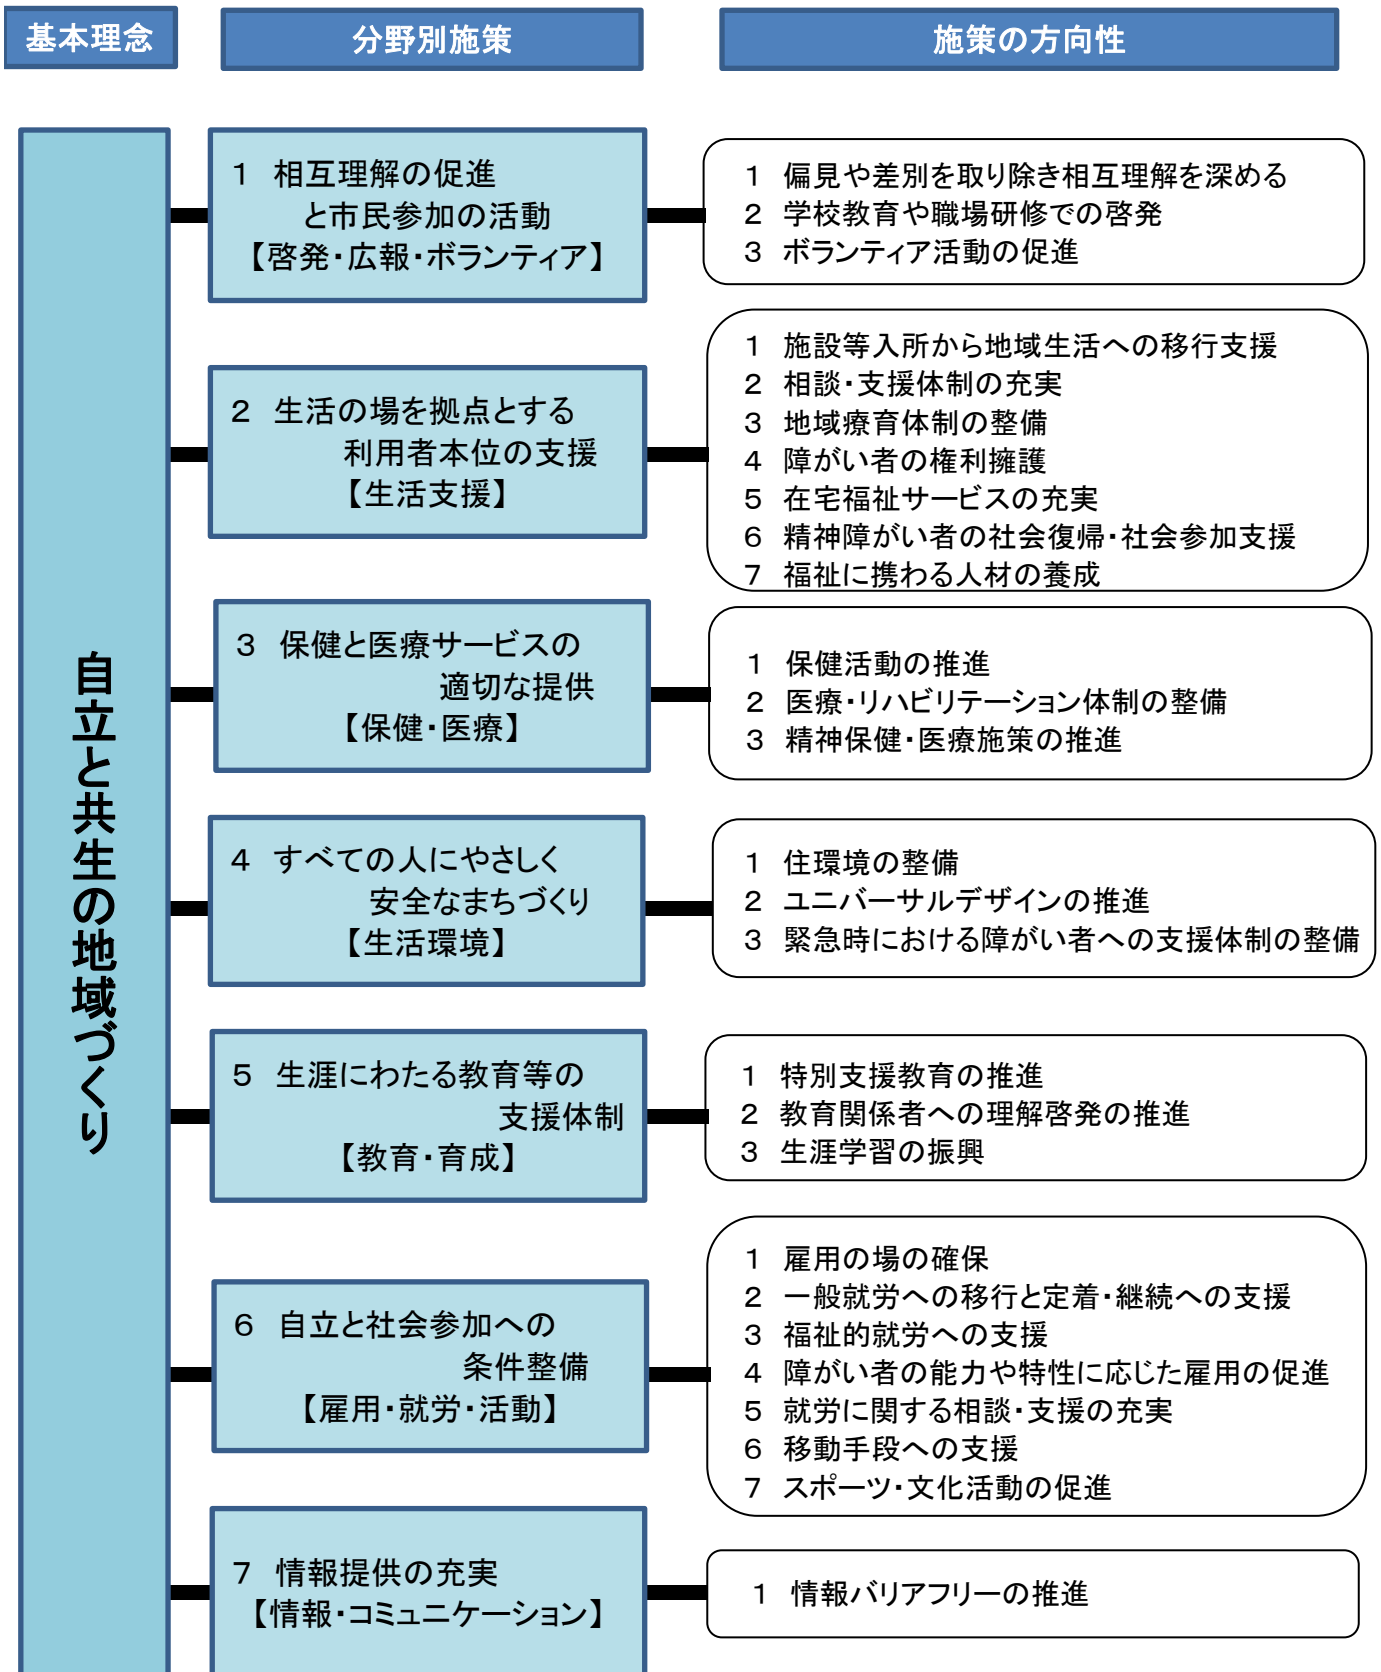 基本理念
分野別施策
施策の方向性
自立と共生の地域づくり
1 相互理解の促進
と市民参加の活動
【啓発・広報・ボランティア】
1 偏見や差別を取り除き相互理解を深める
2 学校教育や職場研修での啓発
3 ボランティア活動の促進
2 生活の場を拠点とする
利用者本位の支援
【生活支援】
1 施設等入所から地域生活への移行支援
2 相談・支援体制の充実
3 地域療育体制の整備
4 障がい者の権利擁護
5 在宅福祉サービスの充実
6 精神障がい者の社会復帰・社会参加支援
7 福祉に携わる人材の養成
3 保健と医療サービスの
適切な提供
【保健・医療】
1 保健活動の推進
2 医療・リハビリテーション体制の整備
3 精神保健・医療施策の推進
4 すべての人にやさしく
安全なまちづくり
【生活環境】
1 住環境の整備
2 ユニバーサルデザインの推進
3 緊急時における障がい者への支援体制の整備
5 生涯にわたる教育等の
支援体制
【教育・育成】
1 特別支援教育の推進
2 教育関係者への理解啓発の推進
3 生涯学習の振興
6 自立と社会参加への
条件整備
【雇用・就労・活動】
1 雇用の場の確保
2 一般就労への移行と定着・継続への支援
3 福祉的就労への支援
4 障がい者の能力や特性に応じた雇用の促進
5 就労に関する相談・支援の充実
6 移動手段への支援
7 スポーツ・文化活動の促進
7 情報提供の充実
【情報・コミュニケーション】
1 情報バリアフリーの推進